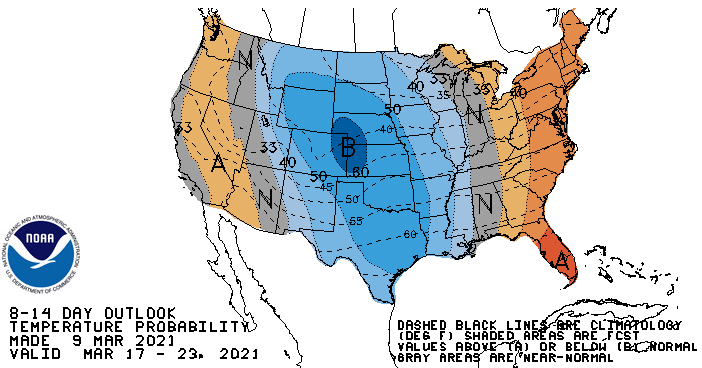 N
33
40
35
33
40
50
40
N
33
33
A
40
B
50
60
45
50
N
55
N
60
A
NATIONAL OCEANIC AND ATMOSPHERIC ADMINISTRATION
NOAA
U.S. DEPARTMENT OF COMMERCE
8-14 DAY OUTLOOK
TEMPERATURE PROBABILITY
MADE 9 MAR 2021
VALID MAR 17 - 23, 2021
DASHED BLACK LINES ARE CLIMATOLOGY
(DEG F) SHADED AREAS ARE FCST
VALUES ABOVE (A) OR BELOW (B) NORMAL
GRAY AREAS ARE NEAR-NORMAL